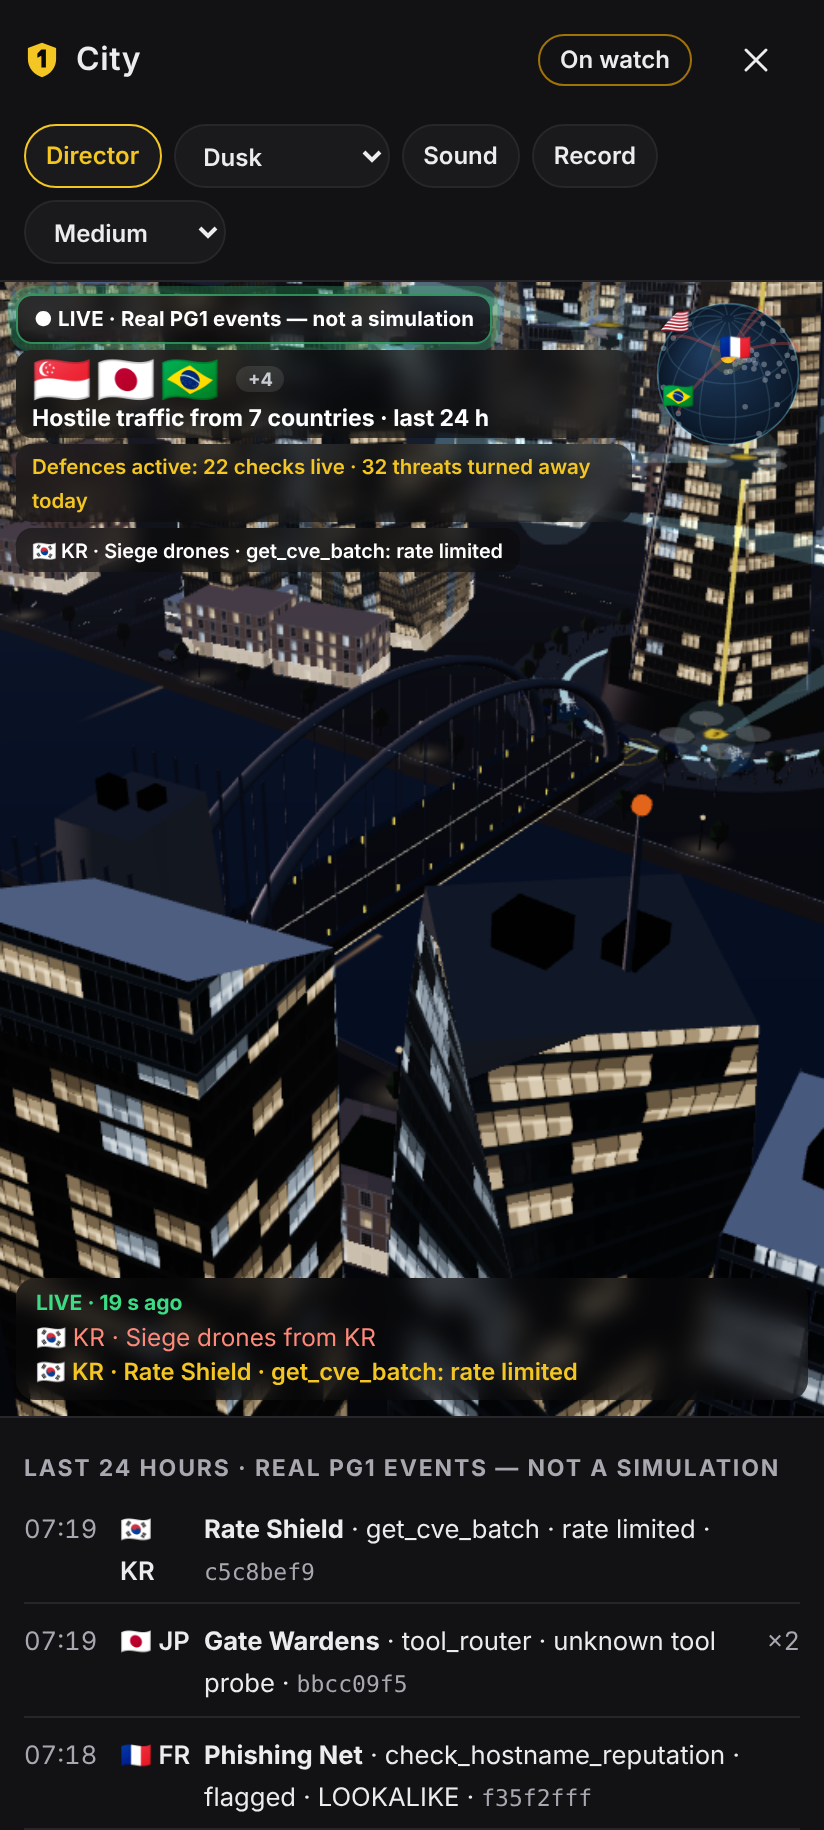 1 City
On watch
Director
Dusk
Sound
Record
Medium
LIVE · Real PG1 events — not a simulation
+4
Hostile traffic from 7 countries · last 24 h
Defences active: 22 checks live · 32 threats turned away
today
KR · Siege drones · get_cve_batch: rate limited
LIVE · 19 s ago
KR · Siege drones from KR
KR · Rate Shield · get_cve_batch: rate limited
LAST 24 HOURS · REAL PG1 EVENTS — NOT A SIMULATION
07:19 KR Rate Shield · get_cve_batch · rate limited ·
c5c8bef9
07:19 JP Gate Wardens · tool_router · unknown tool ×2
probe · bbcc09f5
07:18 FR Phishing Net · check_hostname_reputation ·
flagged · LOOKALIKE · f35f2fff